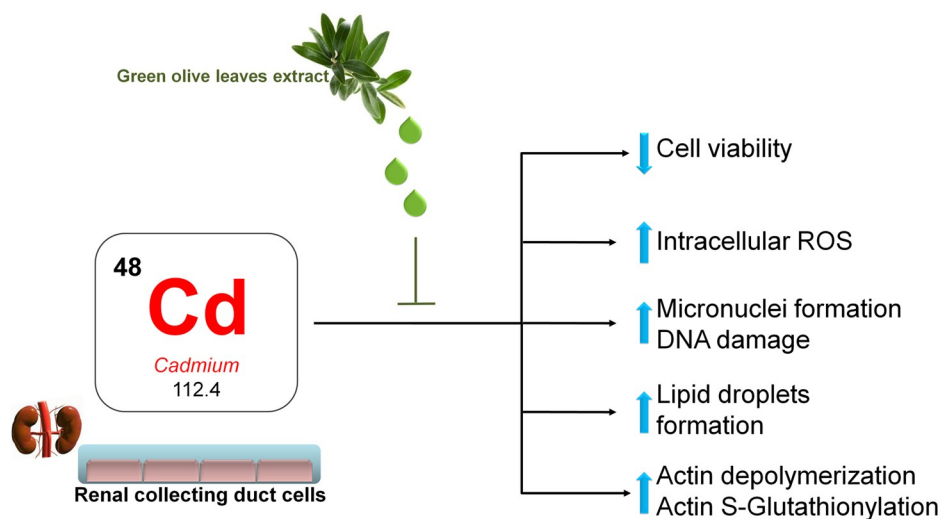 Green olive leaves extract
48
Cd
Cadmium
112.4
Renal collecting duct cells
Cell viability
Intracellular ROS
Micronuclei formation
DNA damage
Lipid droplets
formation
Actin depolymerization
Actin S-Glutathionylation